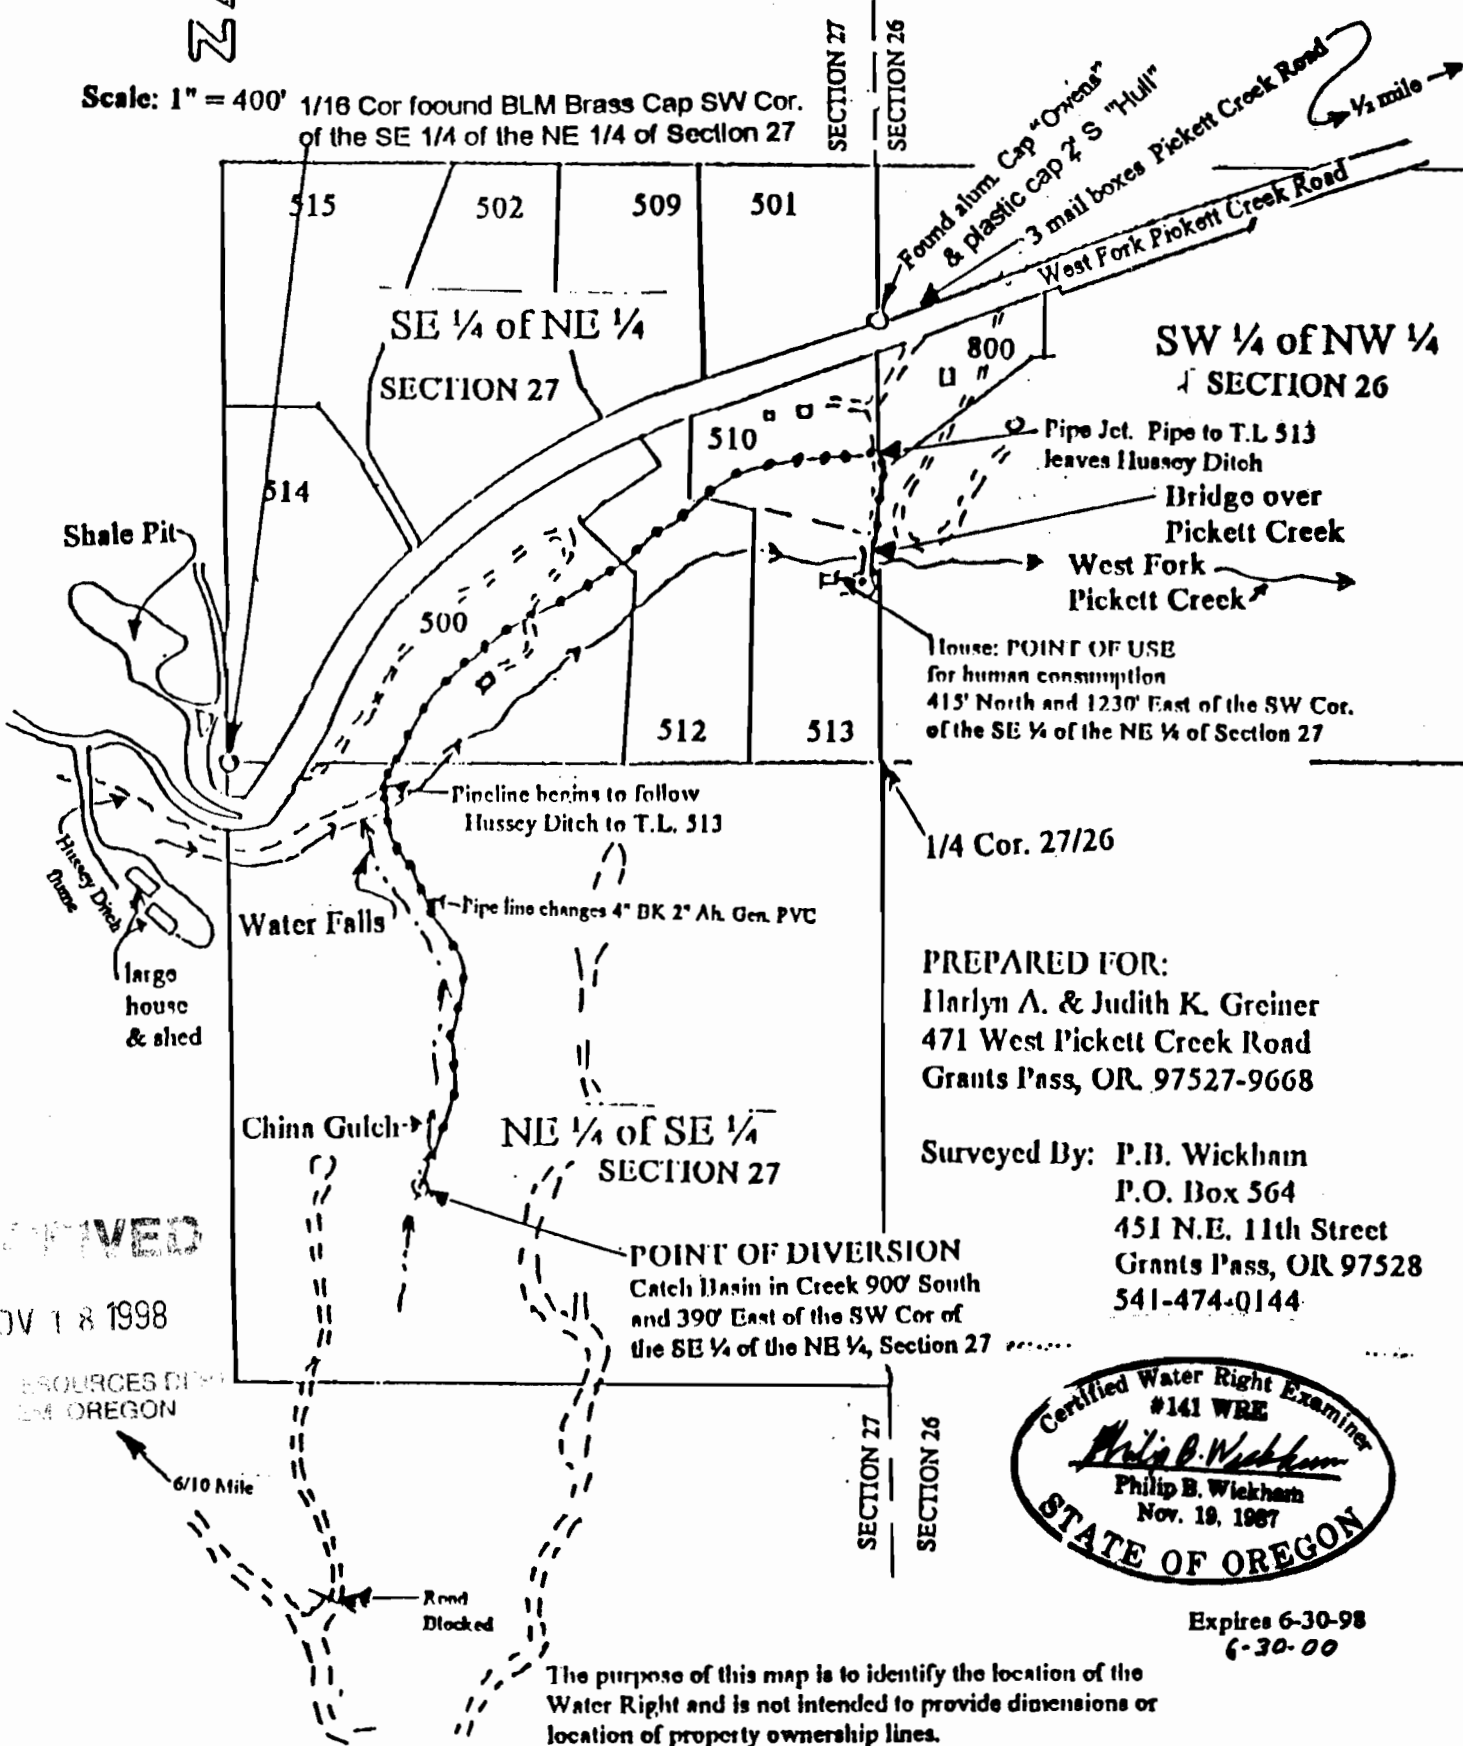 N
Scale: 1" = 400'
1/16 Cor foound BLM Brass Cap SW Cor.
of the SE 1/4 of the NE 1/4 of Section 27
SECTION 27
SECTION 26
Found alum. Cap "Owens"
& plastic cap 2' S "Hull"
3 mail boxes Pickett Creek Road
1/2 mile
West Fork Pickett Creek Road
515
502
509
501
SE 1/4 of NE 1/4
SECTION 27
800
SW 1/4 of NW 1/4
SECTION 26
510
Pipe Jct. Pipe to T.L 513
leaves Hussey Ditch
514
Bridge over
Pickett Creek
Shale Pit
West Fork
Pickett Creek
500
House: POINT OF USE
for human consumption
415' North and 1230' East of the SW Cor.
of the SE 1/4 of the NE 1/4 of Section 27
512
513
Pipeline begins to follow
Hussey Ditch to T.L. 513
1/4 Cor. 27/26
Hussey Ditch
flume
Water Falls
Pipe line changes 4" BK 2" Ah. Gen. PVC
large
house
& shed
PREPARED FOR:
Harlyn A. & Judith K. Greiner
471 West Pickett Creek Road
Grants Pass, OR. 97527-9668
China Gulch
NE 1/4 of SE 1/4
SECTION 27
Surveyed By: P.B. Wickham
P.O. Box 564
451 N.E. 11th Street
Grants Pass, OR 97528
541-474-0144
POINT OF DIVERSION
Catch Basin in Creek 900' South
and 390' East of the SW Cor of
the SE 1/4 of the NE 1/4, Section 27
IVED
OV 18 1998
SOURCES
OREGON
6/10 Mile
SECTION 27
SECTION 26
Certified Water Right Examiner
#141 WRE
Philip B. Wickham
Philip B. Wickham
Nov. 19, 1987
STATE OF OREGON
Road
Blocked
Expires 6-30-98
6-30-00
The purpose of this map is to identify the location of the
Water Right and is not intended to provide dimensions or
location of property ownership lines.